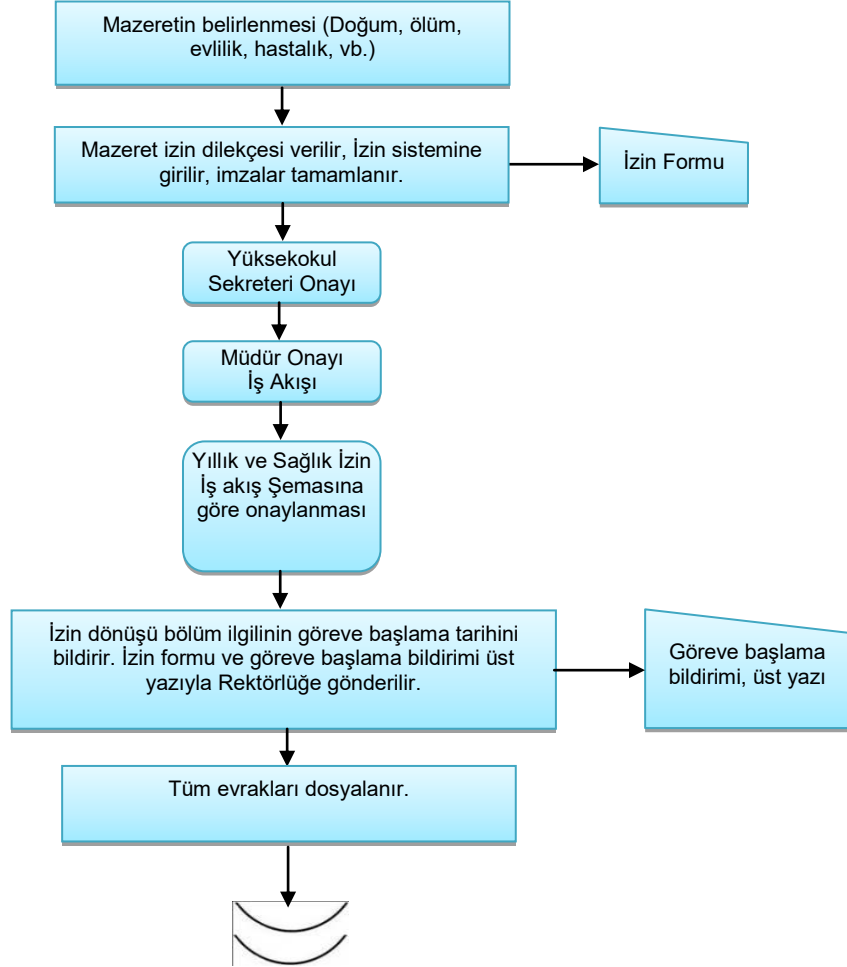 Mazeretin belirlenmesi (Doğum, ölüm,
evlilik, hastalık, vb.)
Mazeret izin dilekçesi verilir, İzin sistemine
girilir, imzalar tamamlanır.
İzin Formu
Yüksekokul
Sekreteri Onayı
Müdür Onayı
İş Akışı
Yıllık ve Sağlık İzin
İş akış Şemasına
göre onaylanması
İzin dönüşü bölüm ilgilinin göreve başlama tarihini
bildirir. İzin formu ve göreve başlama bildirimi üst
yazıyla Rektörlüğe gönderilir.
Göreve başlama
bildirimi, üst yazı
Tüm evrakları dosyalanır.